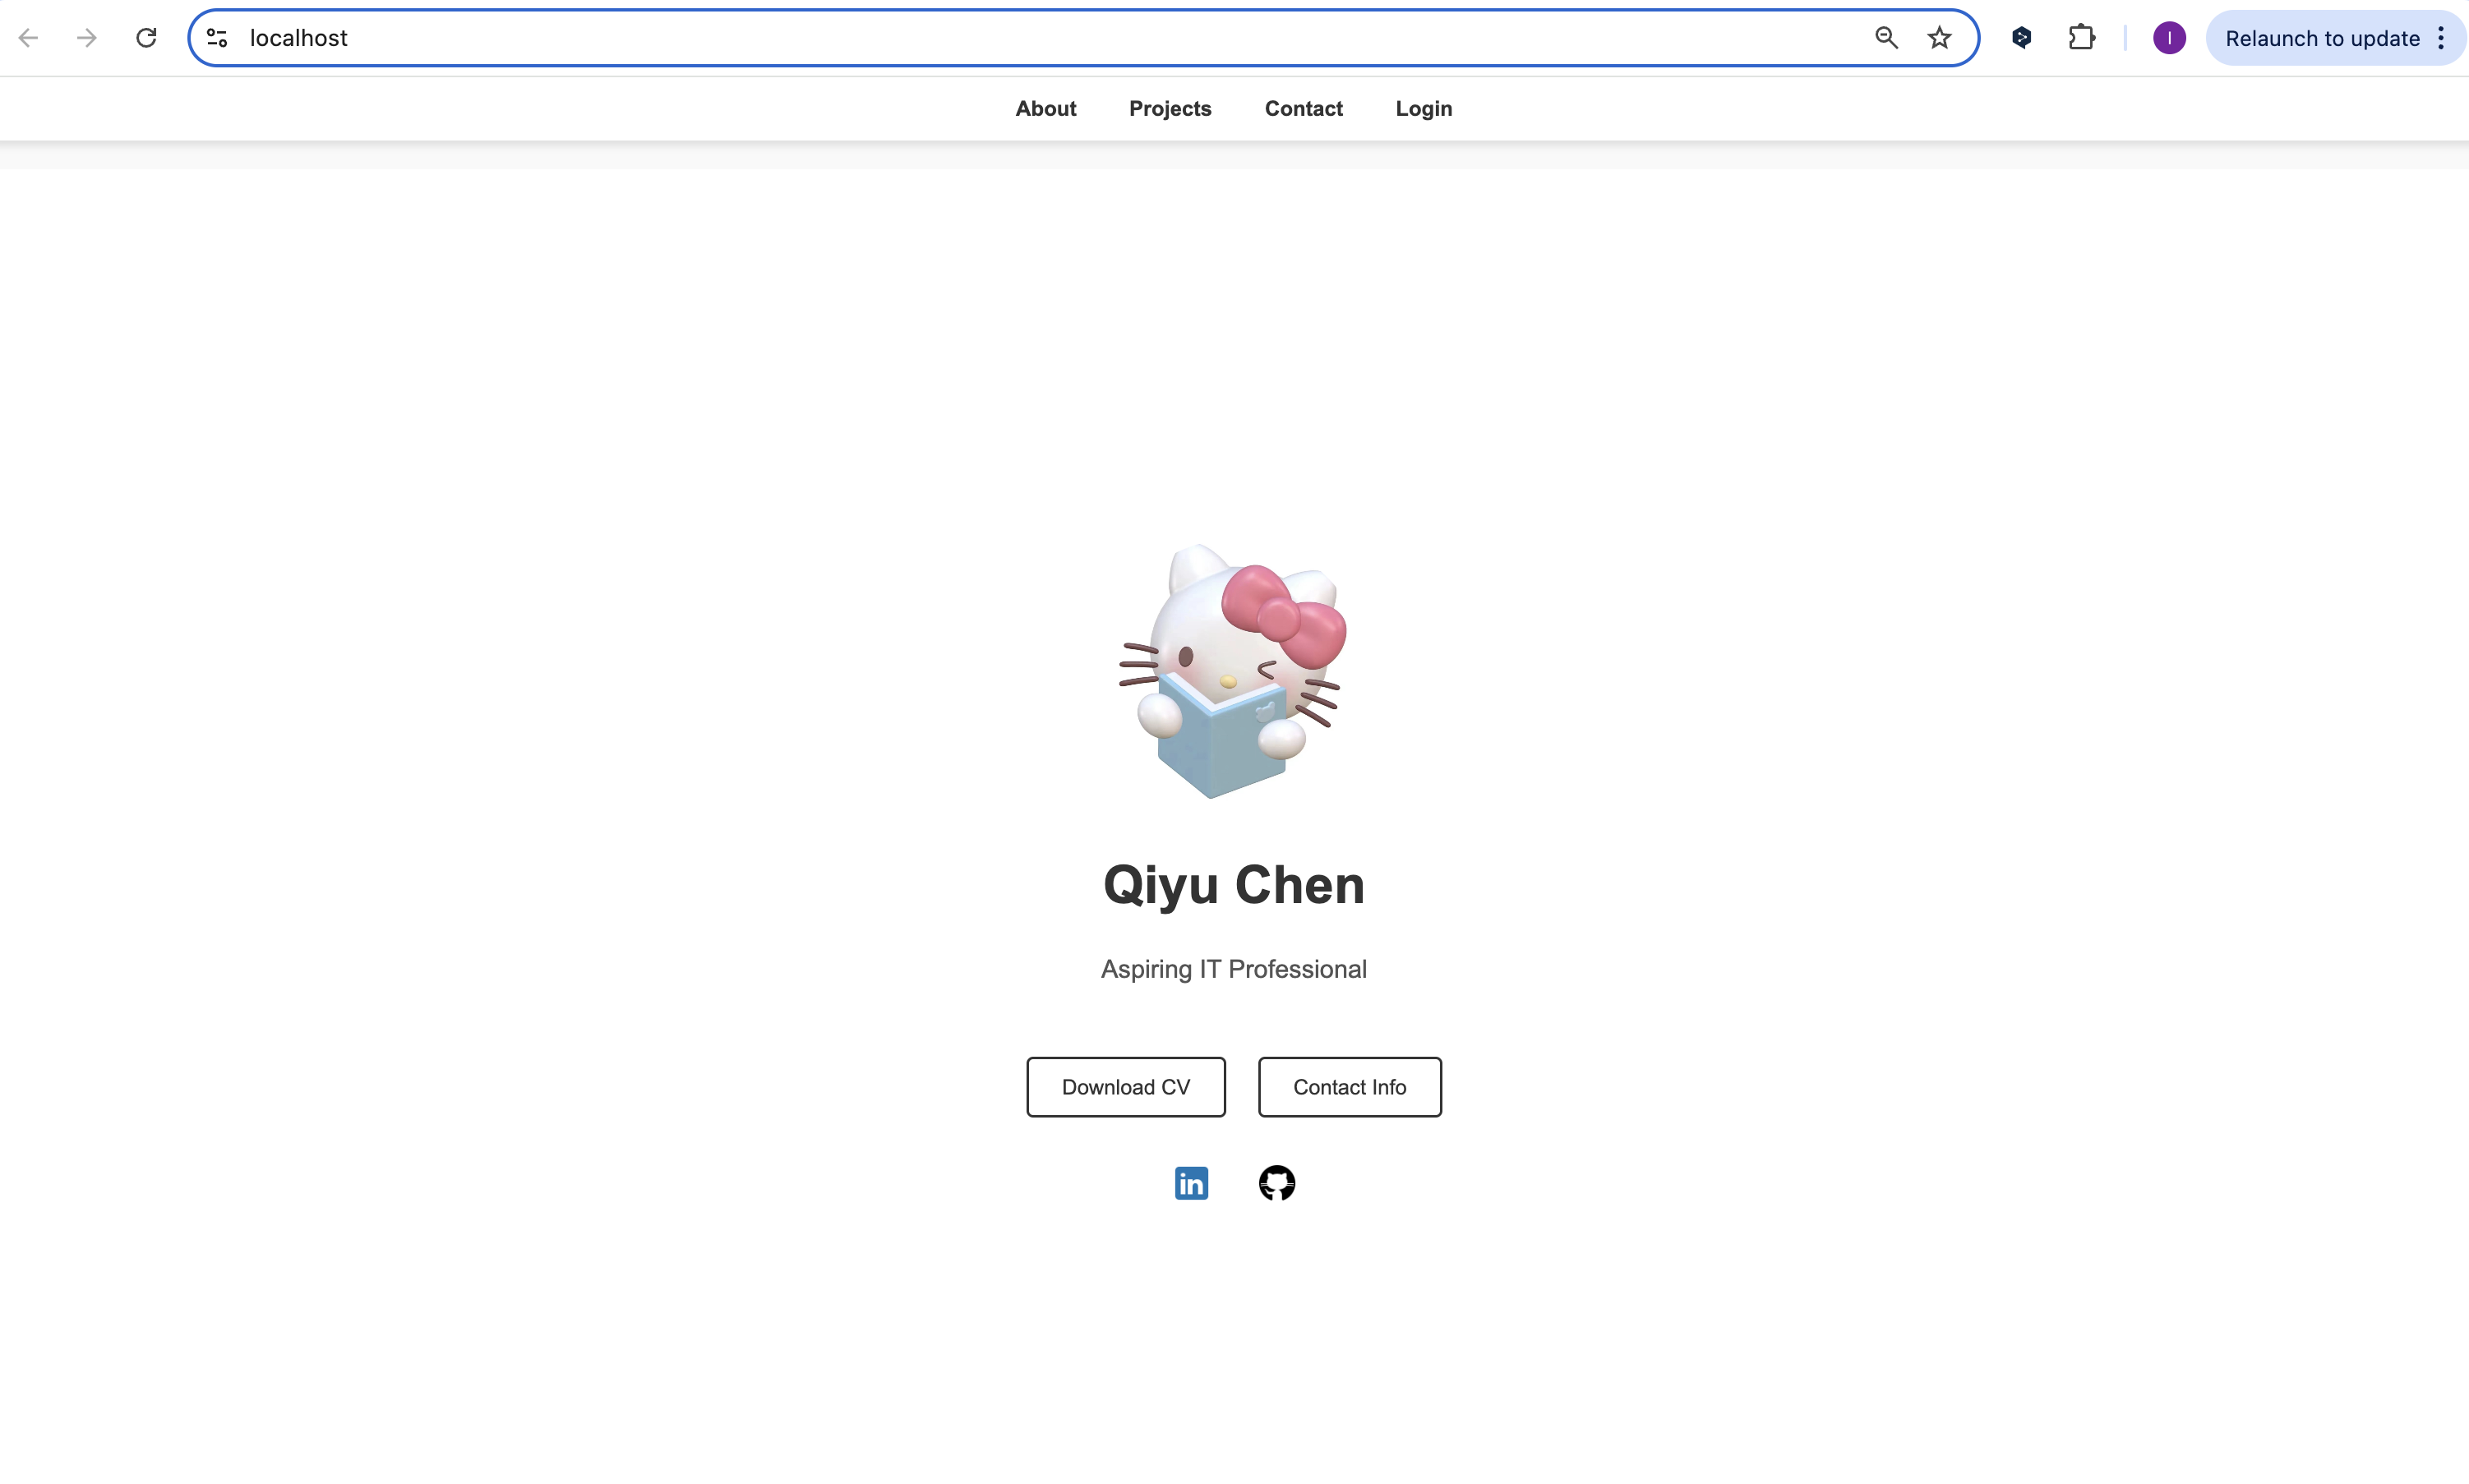 localhost
I
Relaunch to update
About Projects Contact Login
Qiyu Chen
Aspiring IT Professional
Download CV Contact Info
in